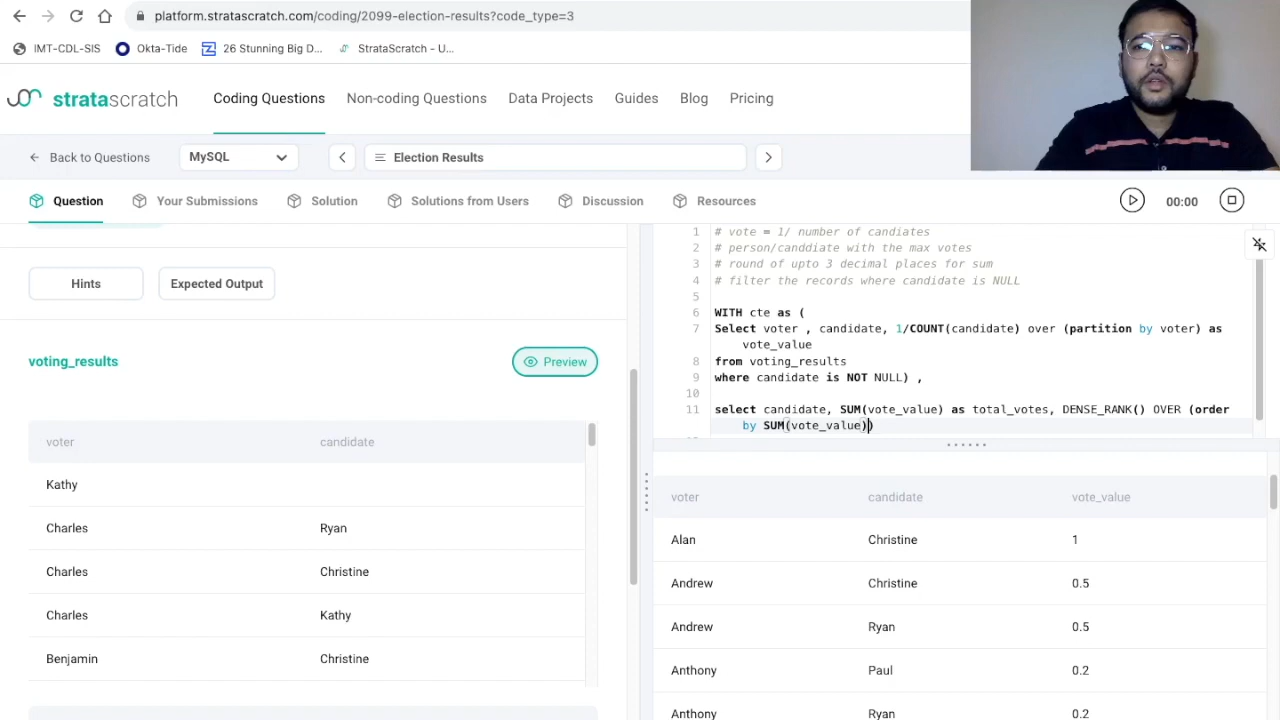 platform.stratascratch.com/coding/2099-election-results?code_type=3
IMT-CDL-SIS Okta-Tide 26 Stunning Big D... StrataScratch - U...
stratascratch Coding Questions Non-coding Questions Data Projects Guides Blog Pricing
Back to Questions MySQL Election Results
Question Your Submissions Solution Solutions from Users Discussion Resources 00:00
Hints Expected Output
voting_results Preview
voter candidate
Kathy
Charles Ryan
Charles Christine
Charles Kathy
Benjamin Christine
1 # vote = 1/ number of candiates
2 # person/canddiate with the max votes
3 # round of upto 3 decimal places for sum
4 # filter the records where candidate is NULL
5
6 WITH cte as (
7 Select voter , candidate, 1/COUNT(candidate) over (partition by voter) as
vote_value
8 from voting_results
9 where candidate is NOT NULL) ,
10
11 select candidate, SUM(vote_value) as total_votes, DENSE_RANK() OVER (order
by SUM(vote_value))
voter candidate vote_value
Alan Christine 1
Andrew Christine 0.5
Andrew Ryan 0.5
Anthony Paul 0.2
Anthony Ryan 0.2